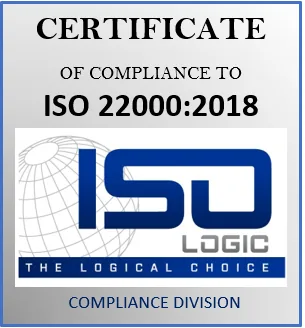 CERTIFICATE
OF COMPLIANCE TO
ISO 22000:2018
ISO
LOGIC
THE LOGICAL CHOICE
COMPLIANCE DIVISION